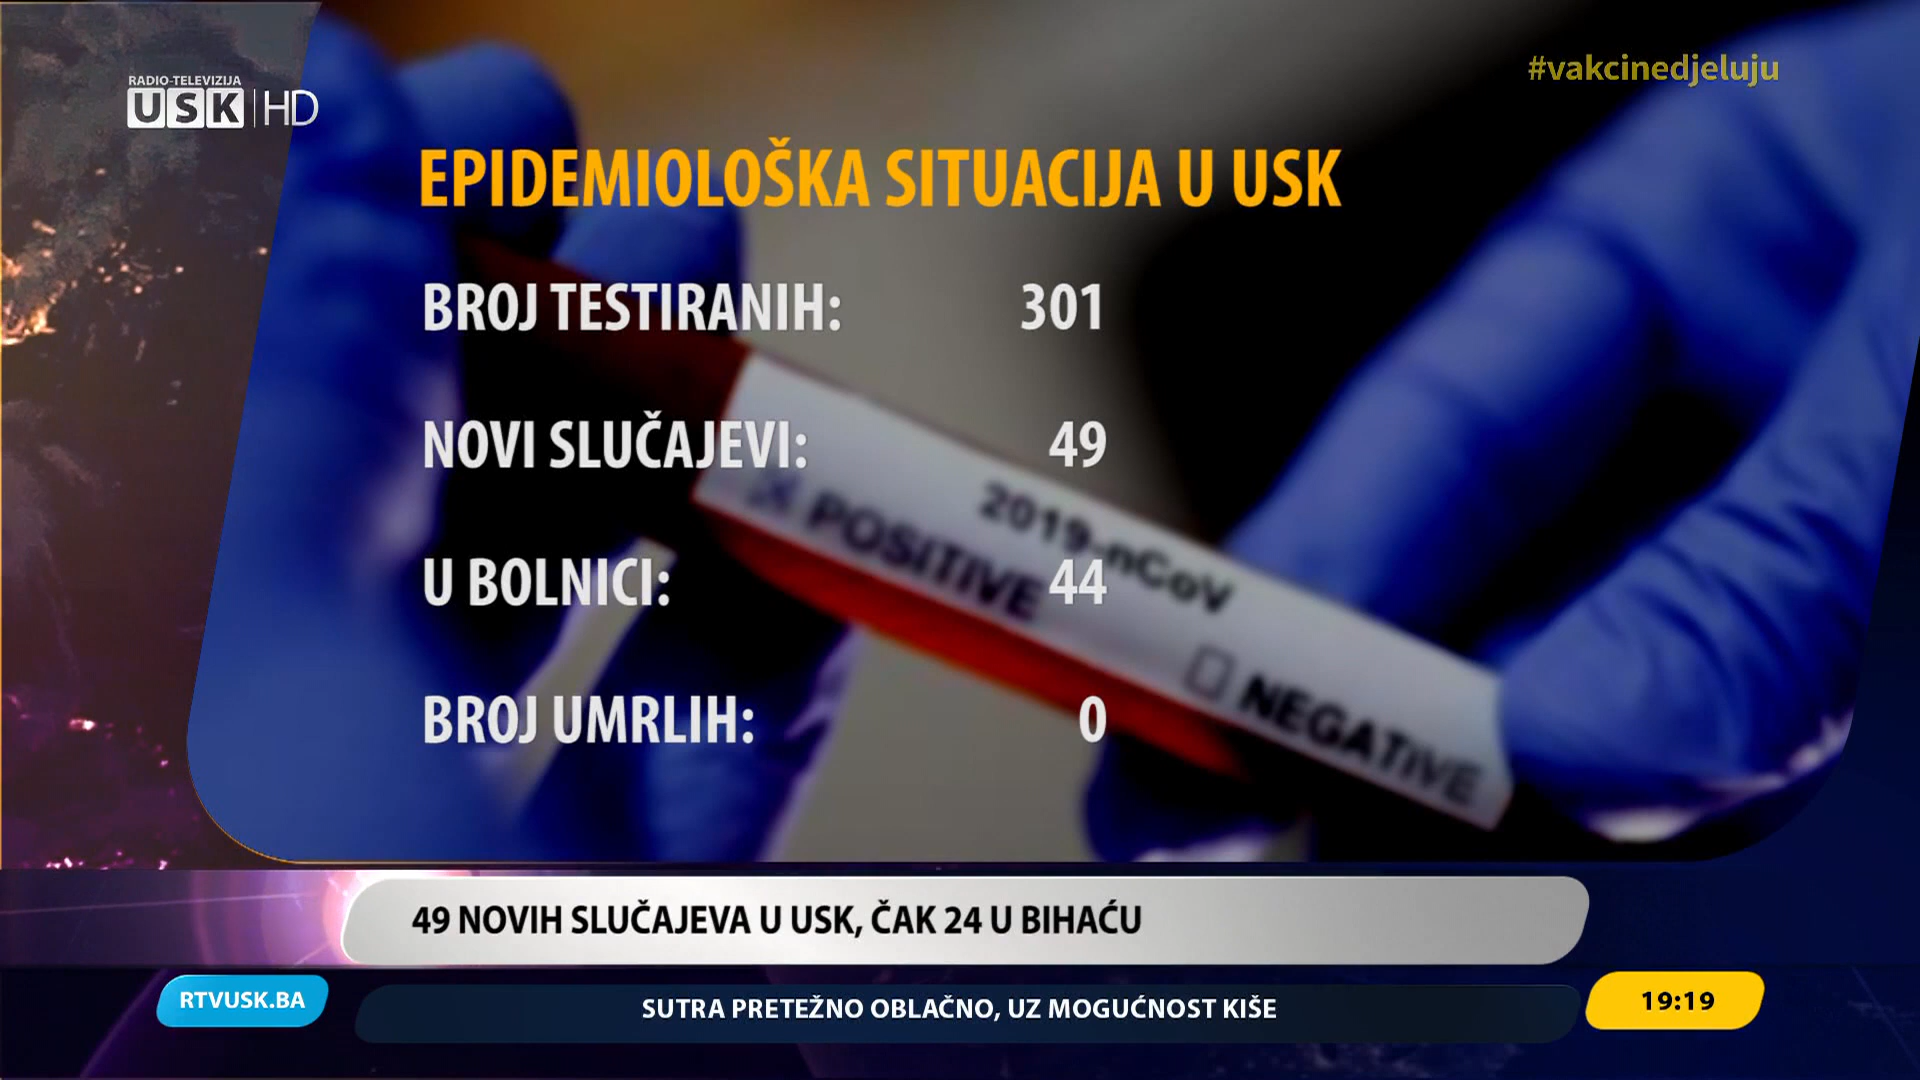 RADIO-TELEVIZIJA
USK HD
#vakcinedjeluju
EPIDEMIOLOŠKA SITUACIJA U USK
BROJ TESTIRANIH: 301
NOVI SLUČAJEVI: 49
U BOLNICI: 44
BROJ UMRLIH: 0
2019-nCoV
POSITIVE
NEGATIVE
49 NOVIH SLUČAJEVA U USK, ČAK 24 U BIHAĆU
RTVUSK.BA
SUTRA PRETEŽNO OBLAČNO, UZ MOGUĆNOST KIŠE
19:19